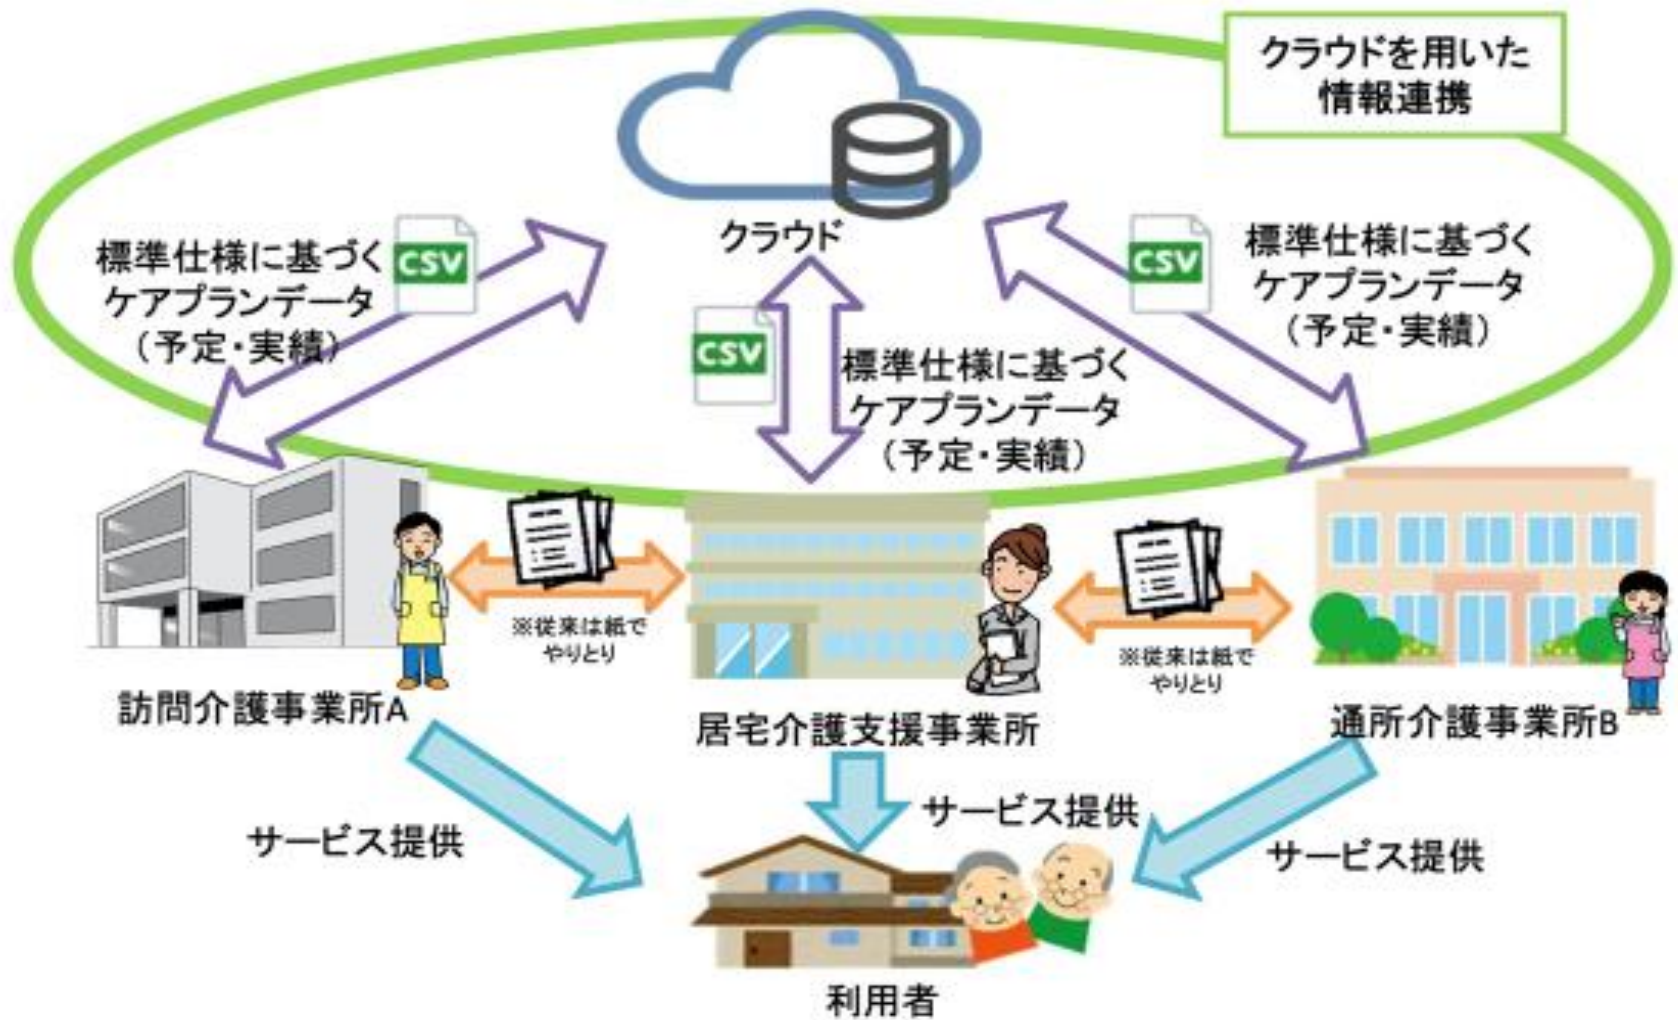 クラウドを用いた
情報連携
クラウド
標準仕様に基づく
ケアプランデータ
（予定・実績）
CSV
CSV
標準仕様に基づく
ケアプランデータ
（予定・実績）
CSV
標準仕様に基づく
ケアプランデータ
（予定・実績）
※従来は紙で
やりとり
※従来は紙で
やりとり
訪問介護事業所A
居宅介護支援事業所
通所介護事業所B
サービス提供
サービス提供
サービス提供
利用者